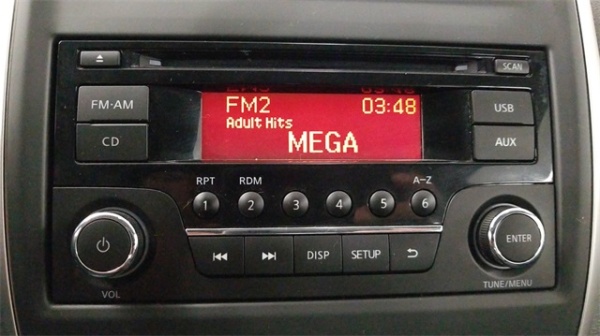 SCAN
FM·AM
CD
FM2 03:48
Adult Hits
MEGA
USB
AUX
RPT RDM A-Z
1 2 3 4 5 6
DISP SETUP
ENTER
VOL
TUNE/MENU